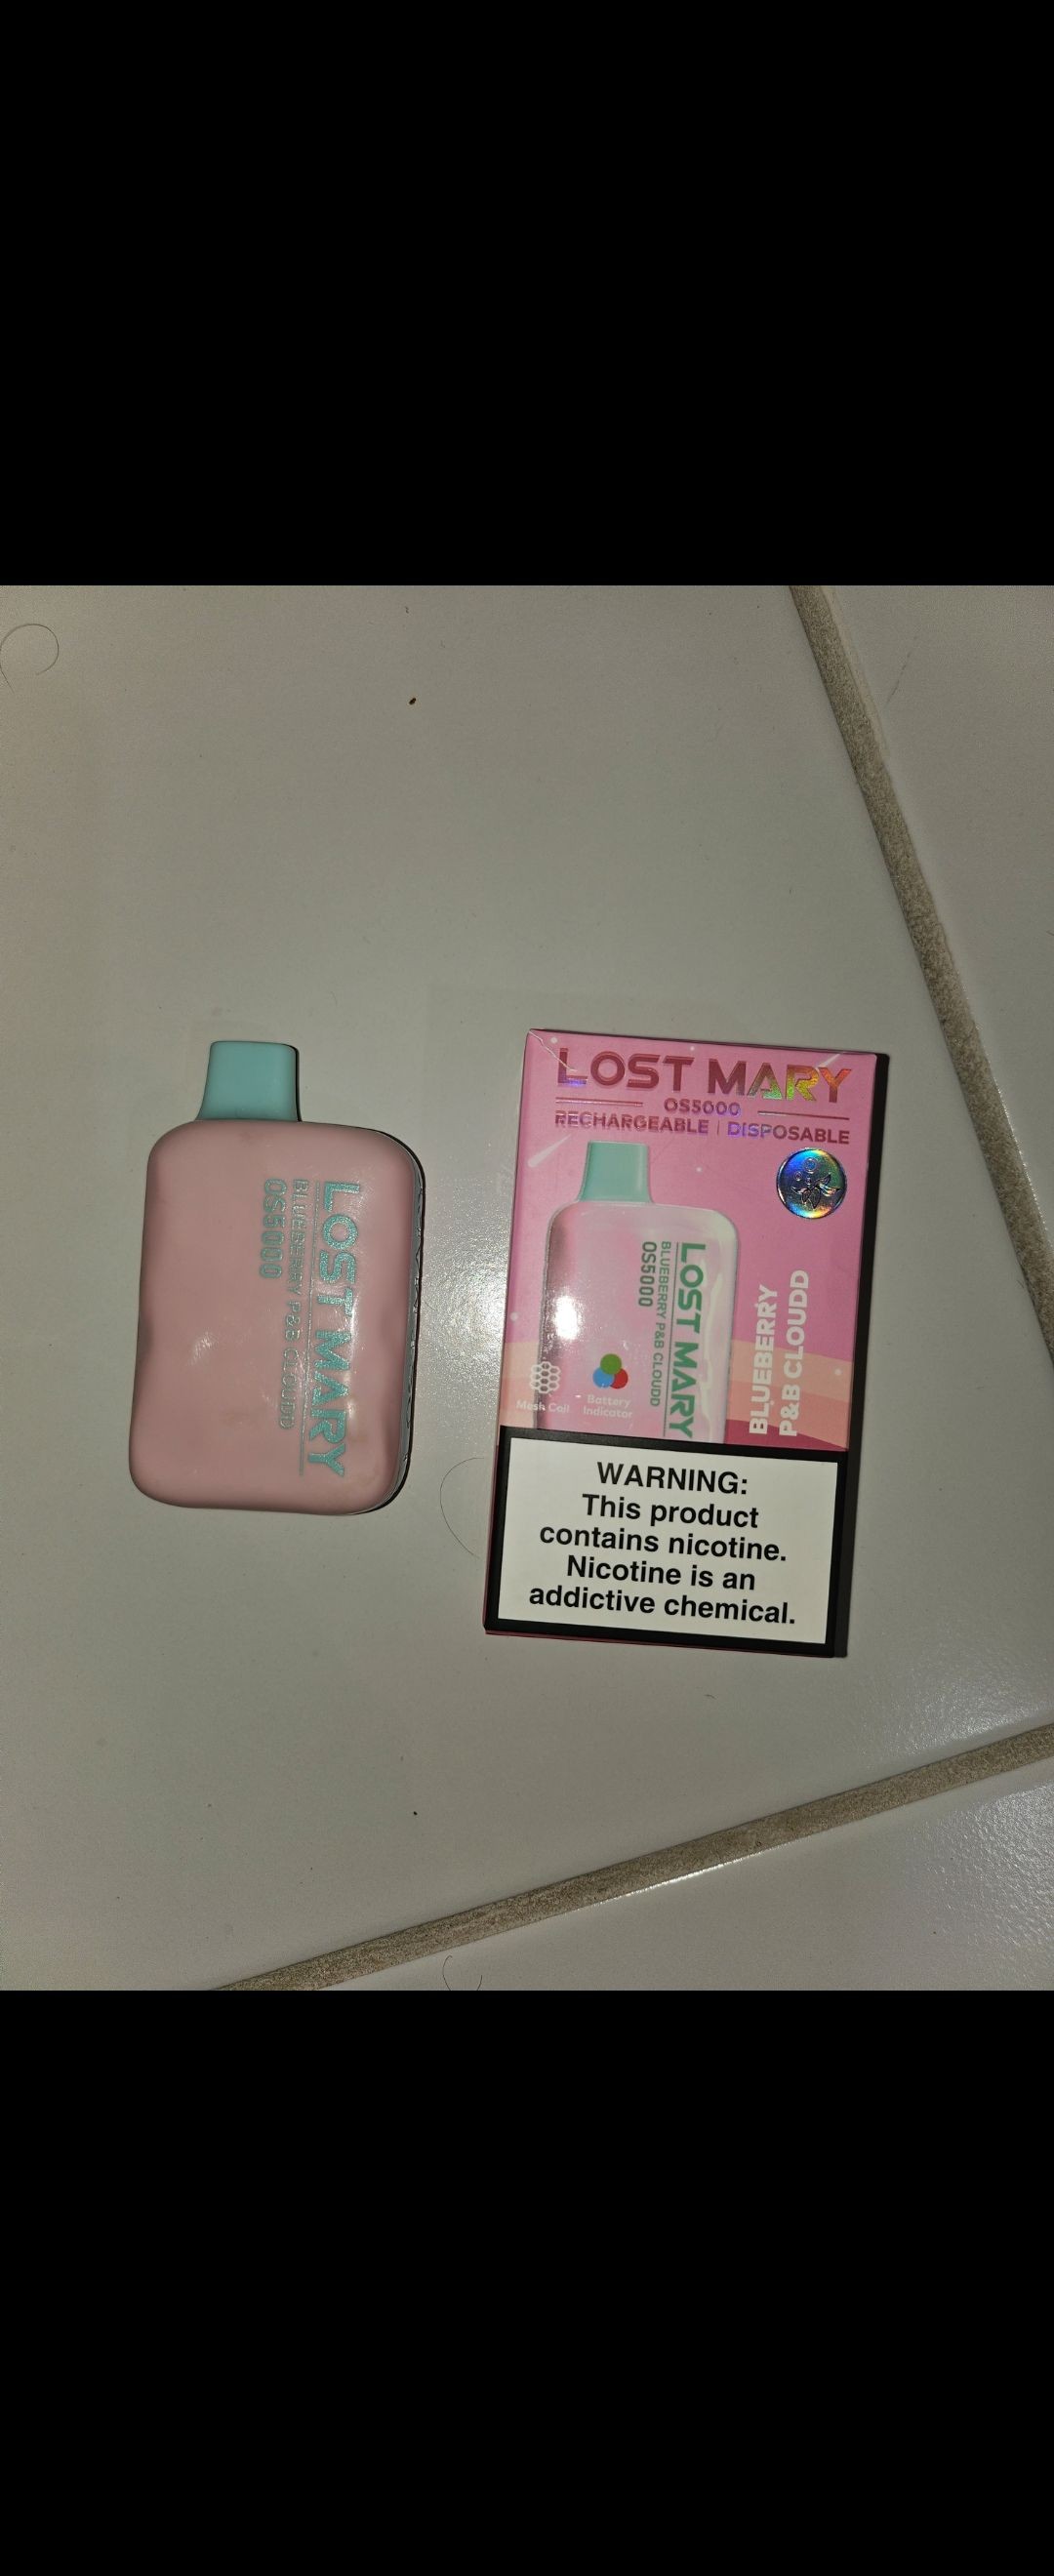 LOST MARY
BLUEBERRY P&B CLOUDD
OS5000
LOST MARY
OS5000
RECHARGEABLE | DISPOSABLE
LOST MARY
BLUEBERRY P&B CLOUDD
OS5000
BLUEBERRY
P&B CLOUDD
Mesh Coil
Battery
Indicator
WARNING:
This product
contains nicotine.
Nicotine is an
addictive chemical.